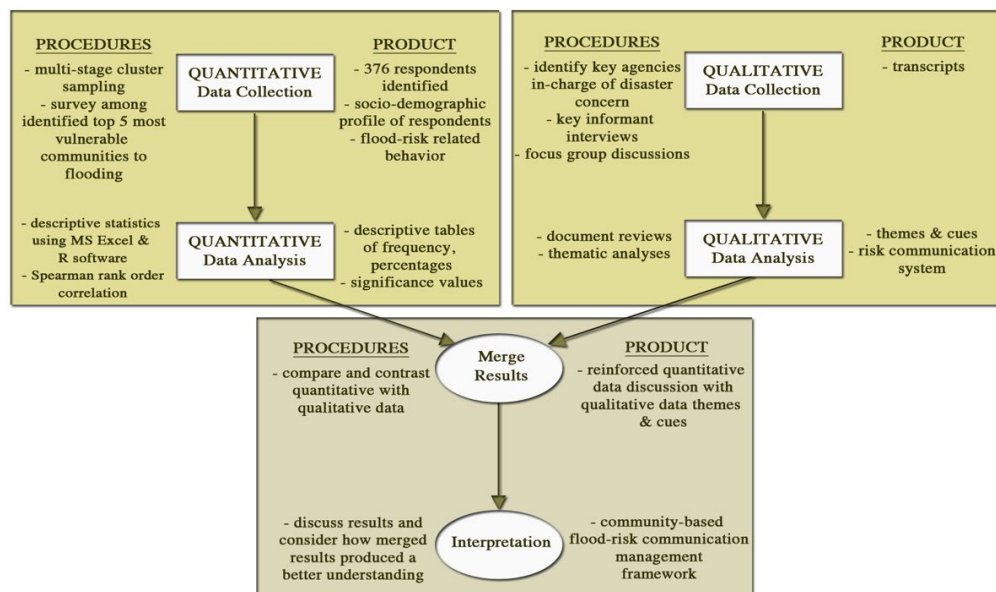 PROCEDURES
- multi-stage cluster
sampling
- survey among
identified top 5 most
vulnerable
communities to
flooding
QUANTITATIVE
Data Collection
PRODUCT
- 376 respondents
identified
- socio-demographic
profile of respondents
- flood-risk related
behavior
- descriptive statistics
using MS Excel &
R software
- Spearman rank order
correlation
QUANTITATIVE
Data Analysis
- descriptive tables
of frequency,
percentages
- significance values
PROCEDURES
- identify key agencies
in-charge of disaster
concern
- key informant
interviews
- focus group discussions
QUALITATIVE
Data Collection
PRODUCT
- transcripts
- document reviews
- thematic analyses
QUALITATIVE
Data Analysis
- themes & cues
- risk communication
system
PROCEDURES
- compare and contrast
quantitative with
qualitative data
Merge
Results
PRODUCT
- reinforced quantitative
data discussion with
qualitative data themes
& cues
- discuss results and
consider how merged
results produced a
better understanding
Interpretation
- community-based
flood-risk communication
management
framework